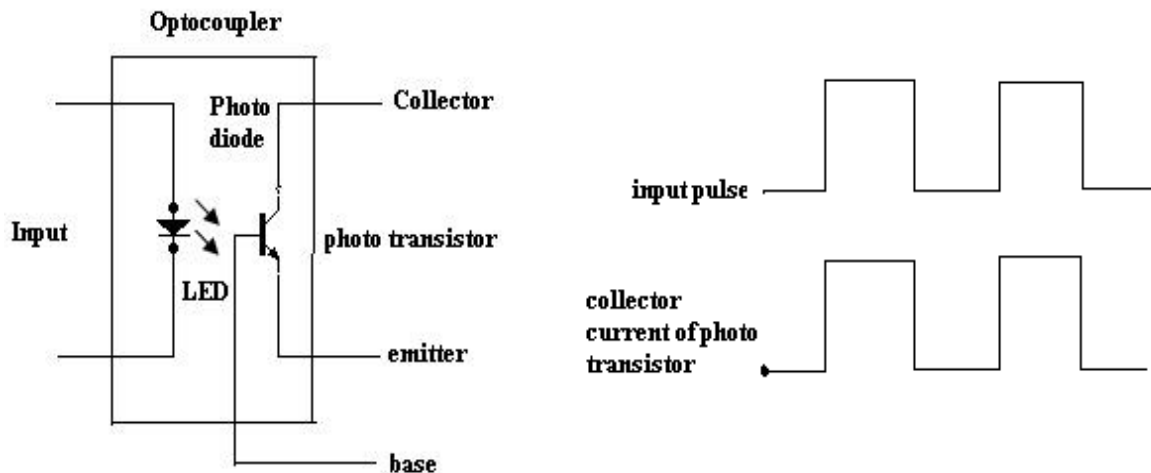 Optocoupler
Photo
diode
Collector
Input
LED
photo transistor
emitter
base
input pulse
collector
current of photo
transistor